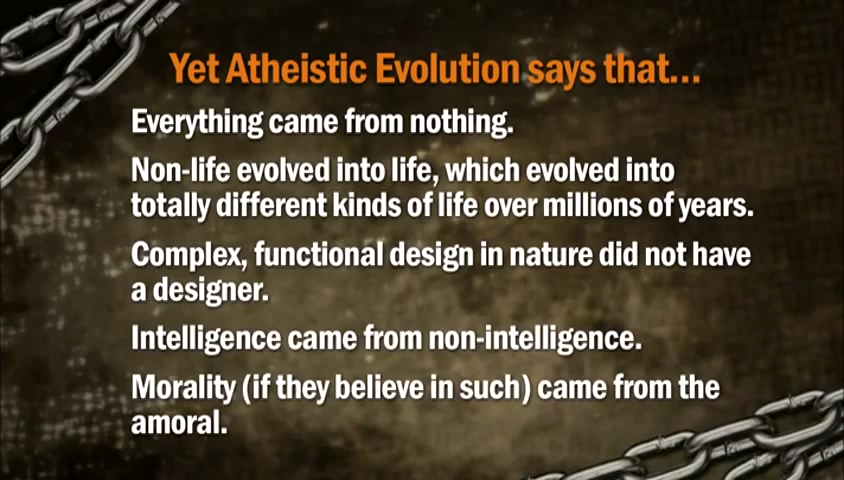 Yet Atheistic Evolution says that...
Everything came from nothing.
Non-life evolved into life, which evolved into
totally different kinds of life over millions of years.
Complex, functional design in nature did not have
a designer.
Intelligence came from non-intelligence.
Morality (if they believe in such) came from the
amoral.